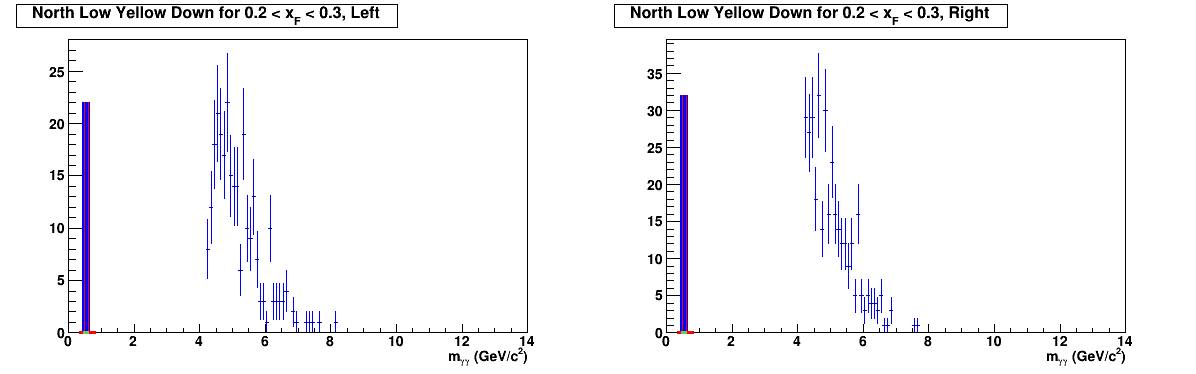 North Low Yellow Down for 0.2 < x_F < 0.3, Left
25
20
15
10
5
0
0 2 4 6 8 10 12 14
m_γγ (GeV/c²)
North Low Yellow Down for 0.2 < x_F < 0.3, Right
35
30
25
20
15
10
5
0
0 2 4 6 8 10 12 14
m_γγ (GeV/c²)